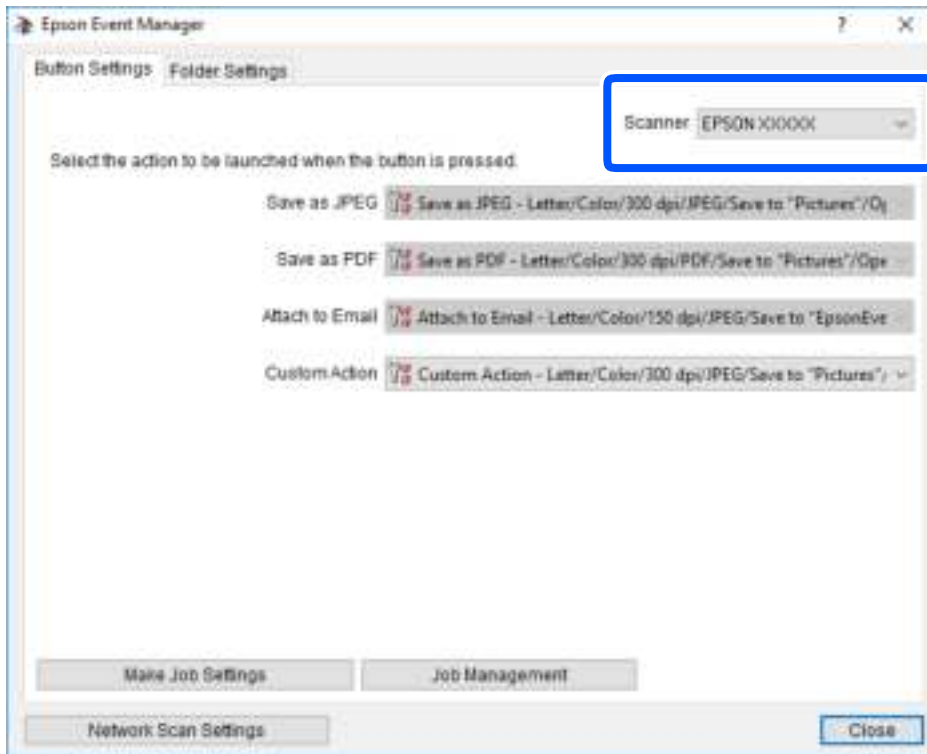 Epson Event Manager
Button Settings Folder Settings
Scanner EPSON XXXXX
Select the action to be launched when the button is pressed.
Save as JPEG Save as JPEG - Letter/Color/300 dpi/JPEG/Save to "Pictures"/Op
Save as PDF Save as PDF - Letter/Color/300 dpi/PDF/Save to "Pictures"/Ope
Attach to Email Attach to Email - Letter/Color/150 dpi/JPEG/Save to "EpsonEve
Custom Action Custom Action - Letter/Color/300 dpi/JPEG/Save to "Pictures"/
Make Job Settings Job Management
Network Scan Settings Close